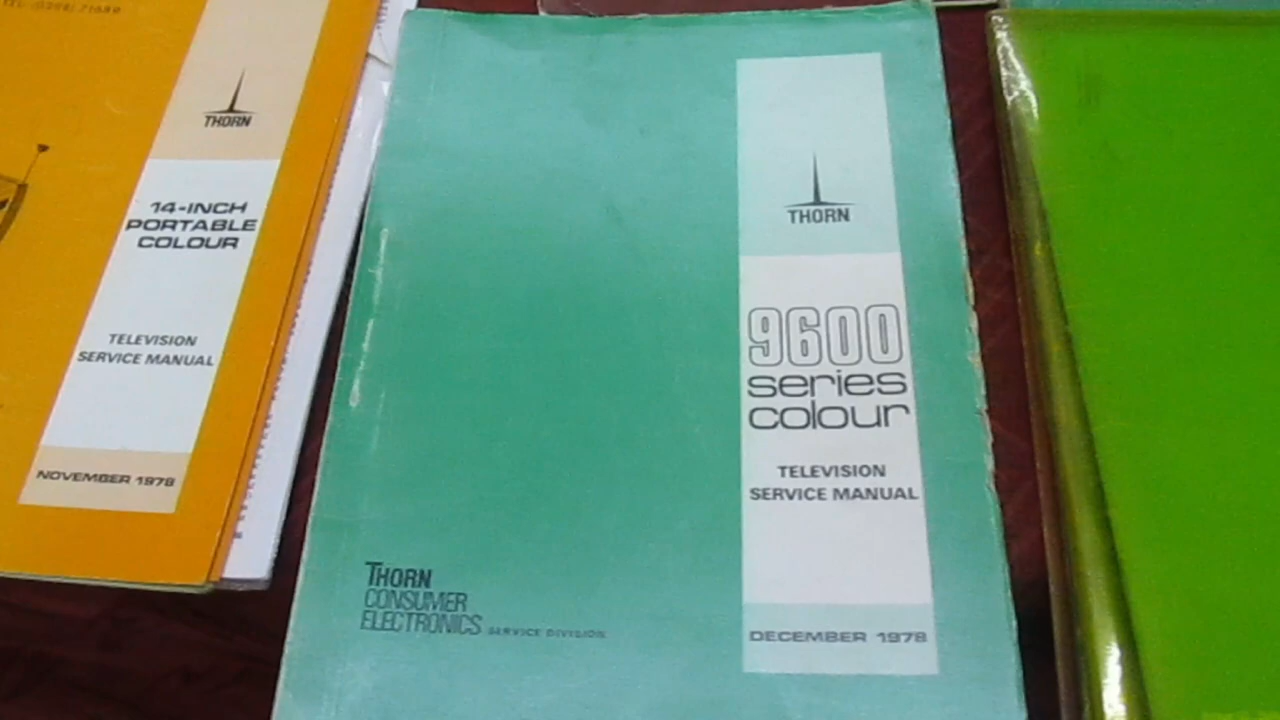 THORN
14-INCH
PORTABLE
COLOUR
TELEVISION
SERVICE MANUAL
NOVEMBER 1978
THORN
9600
series
colour
TELEVISION
SERVICE MANUAL
DECEMBER 1978
THORN
CONSUMER
ELECTRONICS SERVICE DIVISION